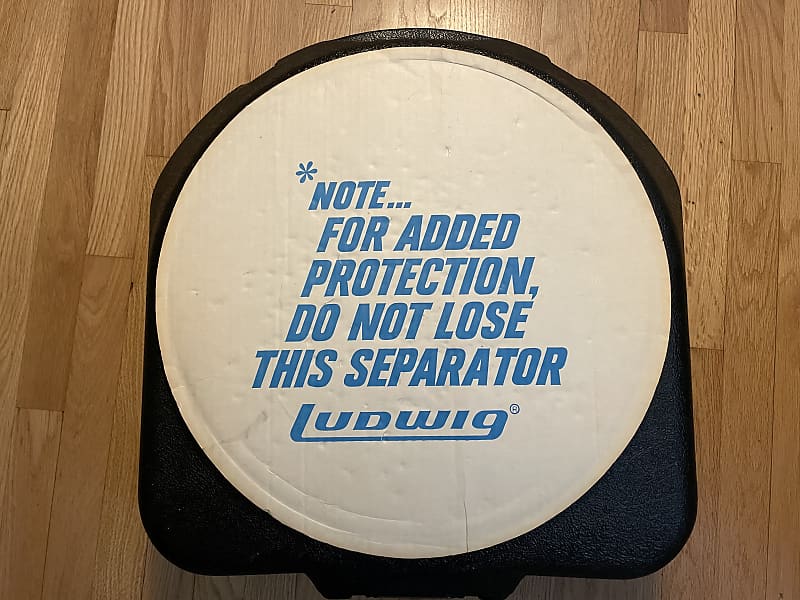 *NOTE...
FOR ADDED
PROTECTION,
DO NOT LOSE
THIS SEPARATOR
LUDWIG®